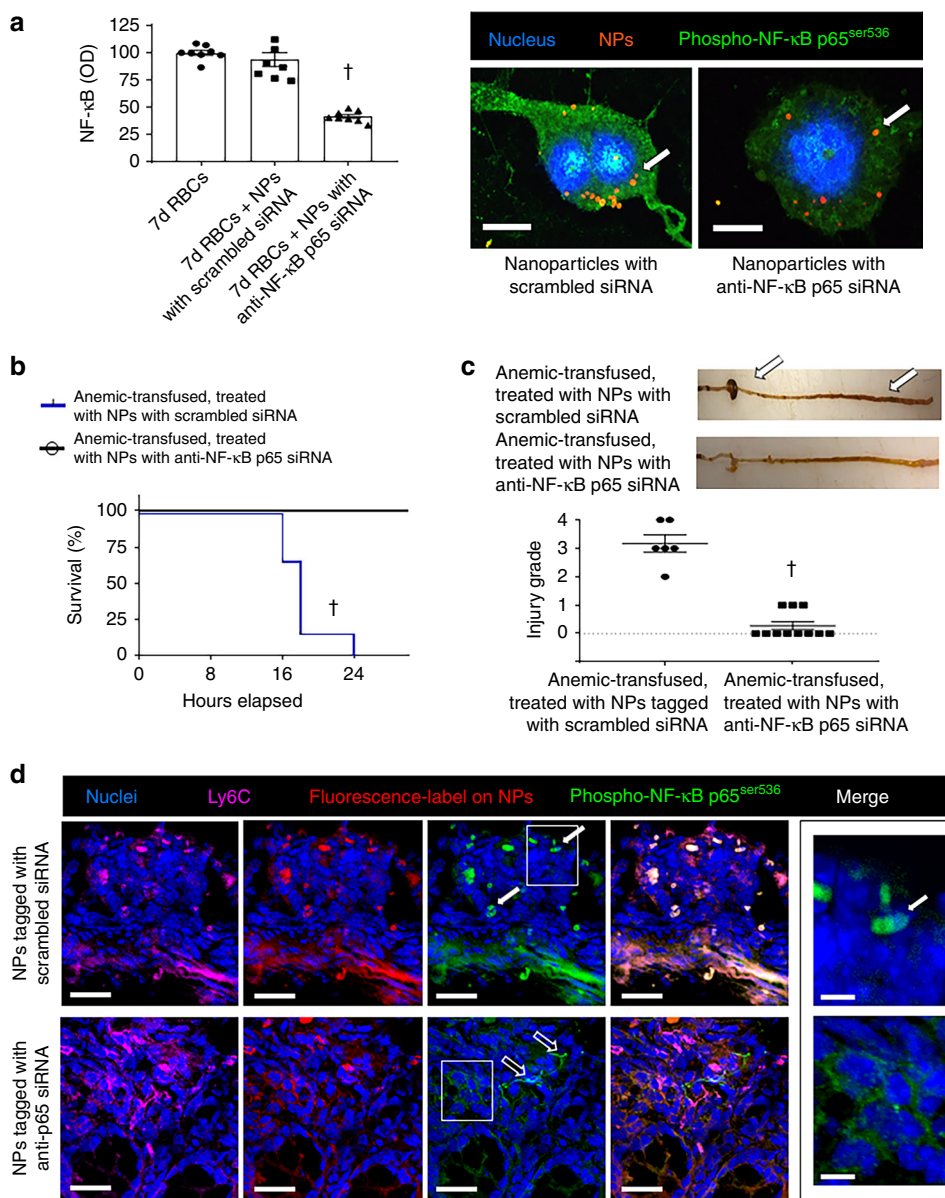 a
125
100
75
50
25
0
NF-κB (OD)
†
7d RBCs
7d RBCs + NPs
with scrambled siRNA
7d RBCs + NPs with
anti-NF-κB p65 siRNA
Nucleus NPs Phospho-NF-κB p65ser536
Nanoparticles with
scrambled siRNA
Nanoparticles with
anti-NF-κB p65 siRNA
b
Anemic-transfused, treated
with NPs with scrambled siRNA
Anemic-transfused, treated
with NPs with anti-NF-κB p65 siRNA
100
75
50
25
0
Survival (%)
†
0 8 16 24
Hours elapsed
c
Anemic-transfused,
treated with NPs with
scrambled siRNA
Anemic-transfused,
treated with NPs with
anti-NF-κB p65 siRNA
4
3
2
1
0
Injury grade
†
Anemic-transfused,
treated with NPs tagged
with scrambled siRNA
Anemic-transfused,
treated with NPs with
anti-NF-κB p65 siRNA
d
Nuclei Ly6C Fluorescence-label on NPs Phospho-NF-κB p65ser536 Merge
NPs tagged with
scrambled siRNA
NPs tagged with
anti-p65 siRNA